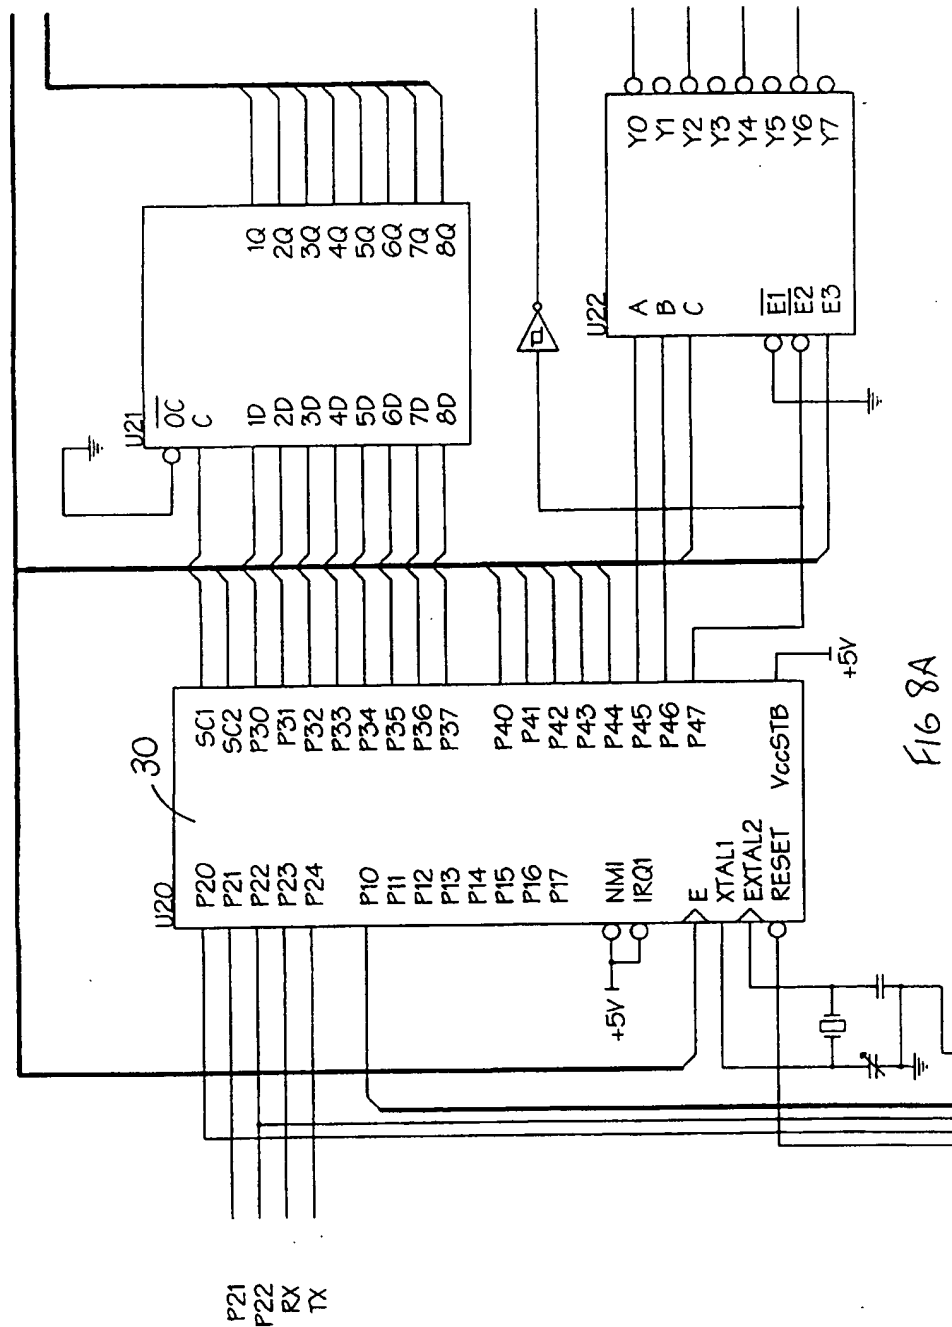 P21
P22
RX
TX
U20
30
P20
P21
P22
P23
P24
P10
P11
P12
P13
P14
P15
P16
P17
NMI
IRQ1
E
XTAL1
EXTAL2
RESET
+5V
SC1
SC2
P30
P31
P32
P33
P34
P35
P36
P37
P40
P41
P42
P43
P44
P45
P46
P47
VccSTB
+5V
U21
OC
C
1D
2D
3D
4D
5D
6D
7D
8D
1Q
2Q
3Q
4Q
5Q
6Q
7Q
8Q
U22
A
B
C
E1
E2
E3
Y0
Y1
Y2
Y3
Y4
Y5
Y6
Y7
FIG 8A